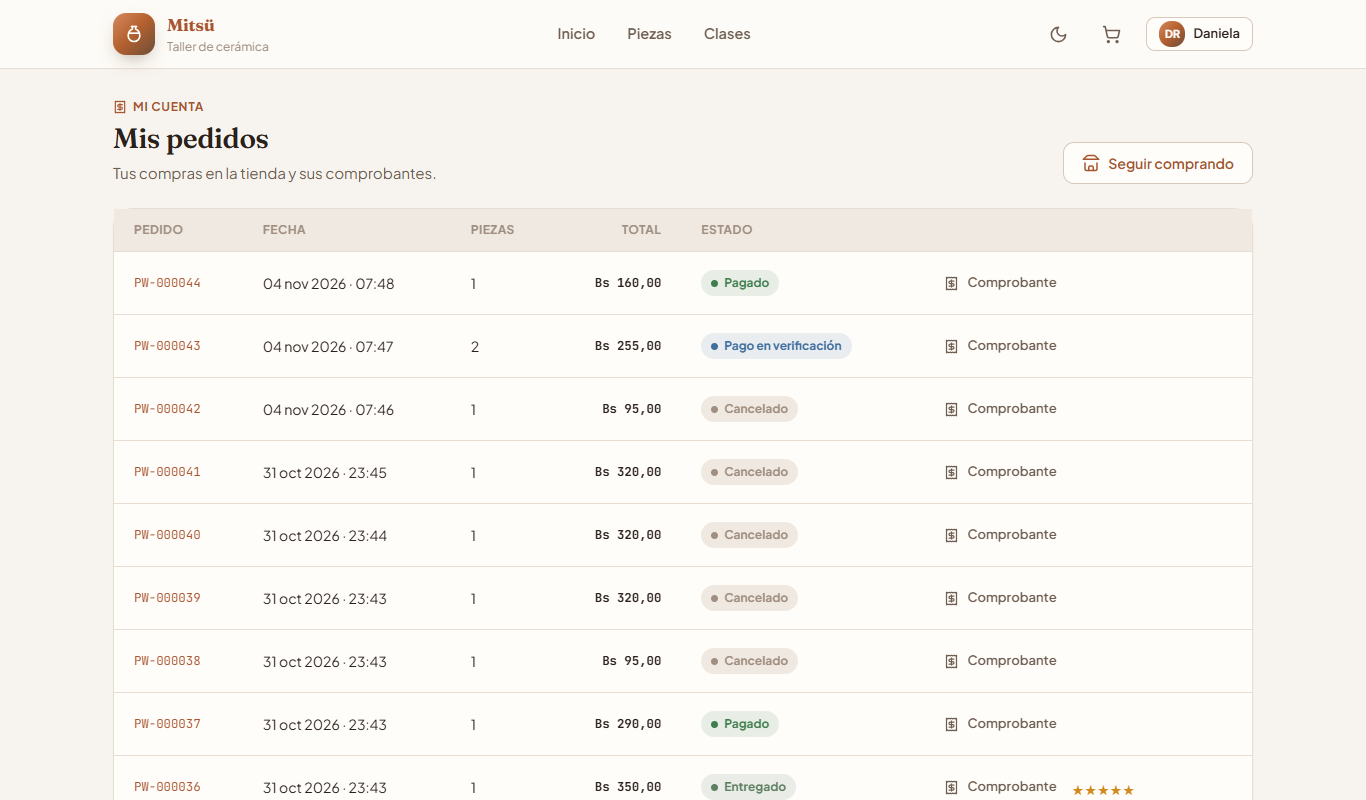 Mitsü
Taller de cerámica
Inicio
Piezas
Clases
DR
Daniela
MI CUENTA
Mis pedidos
Tus compras en la tienda y sus comprobantes.
Seguir comprando
PEDIDO FECHA PIEZAS TOTAL ESTADO
PW-000044 04 nov 2026 · 07:48 1 Bs 160,00 Pagado Comprobante
PW-000043 04 nov 2026 · 07:47 2 Bs 255,00 Pago en verificación Comprobante
PW-000042 04 nov 2026 · 07:46 1 Bs 95,00 Cancelado Comprobante
PW-000041 31 oct 2026 · 23:45 1 Bs 320,00 Cancelado Comprobante
PW-000040 31 oct 2026 · 23:44 1 Bs 320,00 Cancelado Comprobante
PW-000039 31 oct 2026 · 23:43 1 Bs 320,00 Cancelado Comprobante
PW-000038 31 oct 2026 · 23:43 1 Bs 95,00 Cancelado Comprobante
PW-000037 31 oct 2026 · 23:43 1 Bs 290,00 Pagado Comprobante
PW-000036 31 oct 2026 · 23:43 1 Bs 350,00 Entregado Comprobante ★★★★★